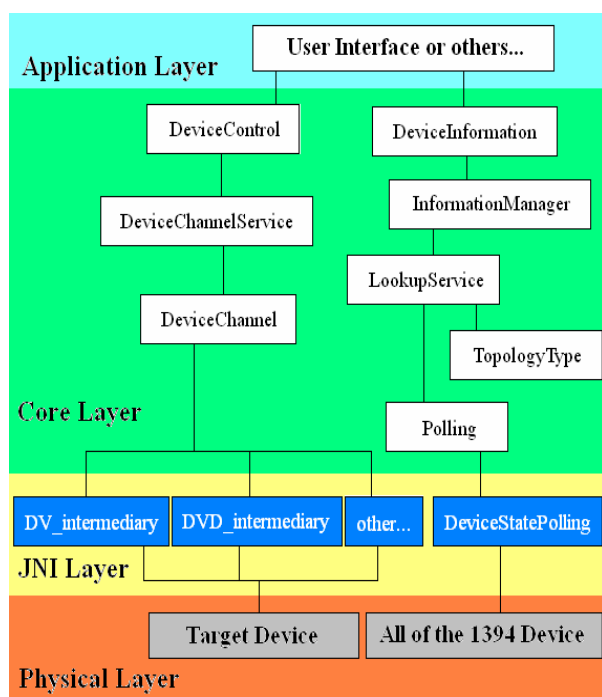 User Interface or others...
Application Layer
DeviceControl
DeviceInformation
DeviceChannelService
InformationManager
DeviceChannel
LookupService
TopologyType
Core Layer
Polling
DV_intermediary
DVD_intermediary
other...
DeviceStatePolling
JNI Layer
Target Device
All of the 1394 Device
Physical Layer